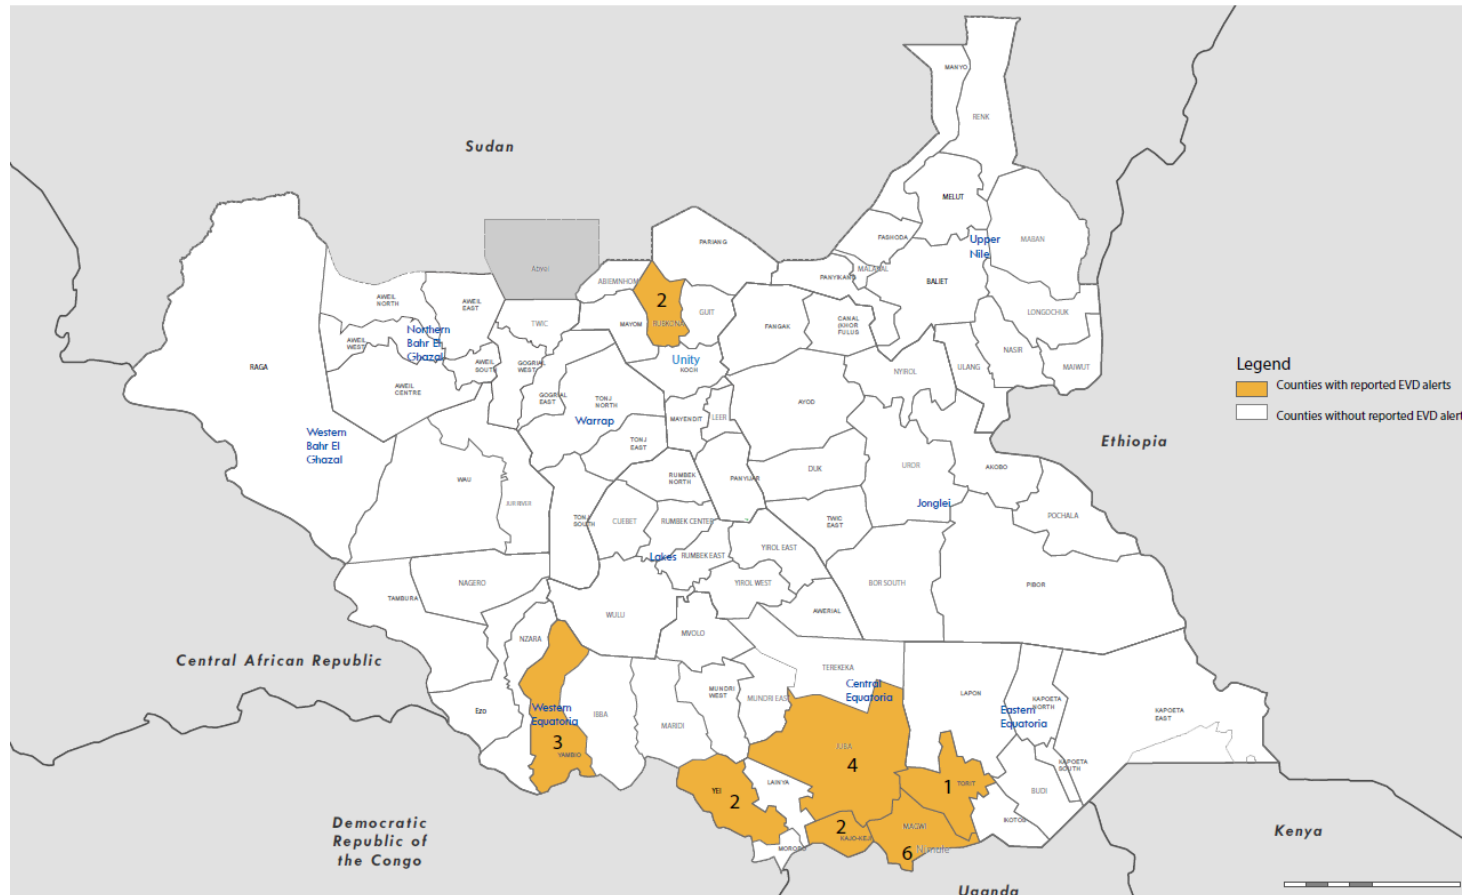 Sudan
MANYO
RENK
MELUT
MABAN
FASHODA
Upper
Nile
PARIANG
MALAKAL
PANYIKANG
BALIET
Abyei
ABIEMNHOM
2
RUBKONA
GUIT
MAYOM
FANGAK
CANAL
(KHOR
FULUS
LONGOCHUK
NASIR
MAIWUT
ULANG
NYIROL
AWEIL
NORTH
AWEIL
EAST
Northern
Bahr El
Ghazal
AWEIL
WEST
AWEIL
SOUTH
AWEIL
CENTRE
TWIC
GOGRIAL
WEST
GOGRIAL
EAST
TONJ
NORTH
Warrap
TONJ
EAST
Unity
KOCH
MAYENDIT
LEER
AYOD
RAGA
Western
Bahr El
Ghazal
WAU
JUR RIVER
TONJ
SOUTH
CUEIBET
RUMBEK
NORTH
RUMBEK CENTER
Lakes
RUMBEK EAST
PANYIJAR
YIROL EAST
YIROL WEST
AWERIAL
WULU
DUK
TWIC
EAST
UROR
Jonglei
AKOBO
POCHALA
BOR SOUTH
PIBOR
Ethiopia
Legend
Counties with reported EVD alerts
Counties without reported EVD alert
Central African Republic
TAMBURA
NAGERO
NZARA
Ezo
Western
Equatoria
3
YAMBIO
IBBA
MARIDI
MVOLO
MUNDRI
WEST
MUNDRI EAST
TEREKEKA
Central
Equatoria
JUBA
4
LAPON
KAPOETA
NORTH
Eastern
Equatoria
KAPOETA
EAST
KAPOETA
SOUTH
BUDI
IKOTOS
1
TORIT
YEI
2
LAINYA
MOROBO
2
KAJO-KEJI
MAGWI
6
Nimule
Democratic
Republic of
the Congo
Uganda
Kenya